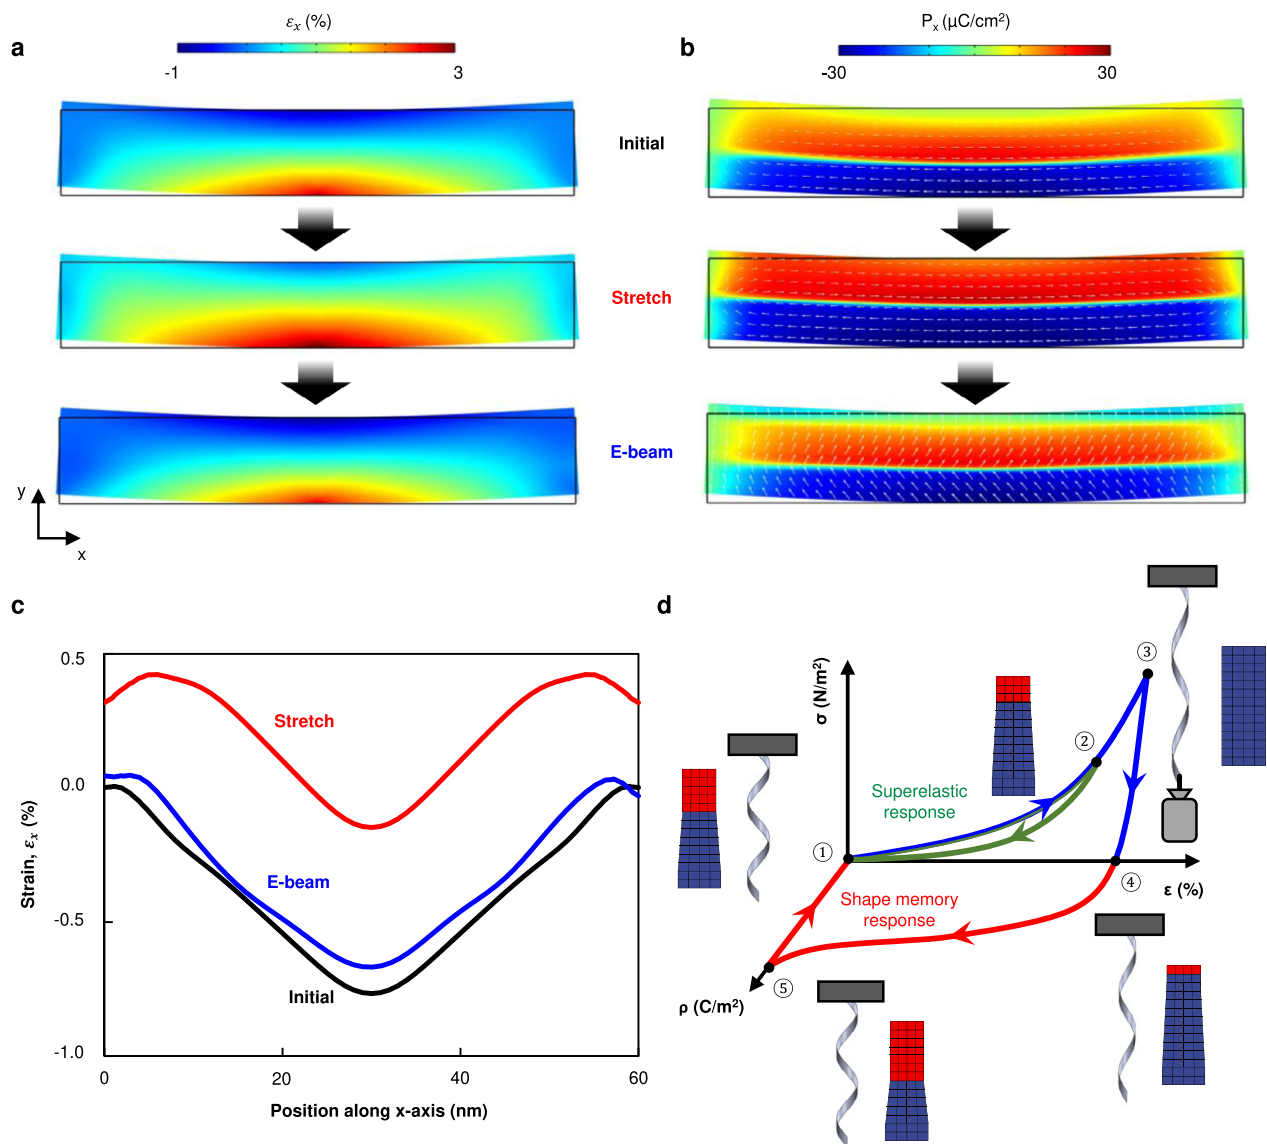 a
εx (%)
-1
3
b
Px (µC/cm²)
-30
30
Initial
Stretch
E-beam
y
x
c
0.5
0.0
-0.5
-1.0
Strain, εx (%)
Stretch
E-beam
Initial
0
20
40
60
Position along x-axis (nm)
d
σ (N/m²)
③
②
Superelastic
response
①
④
ε (%)
Shape memory
response
⑤
ρ (C/m²)